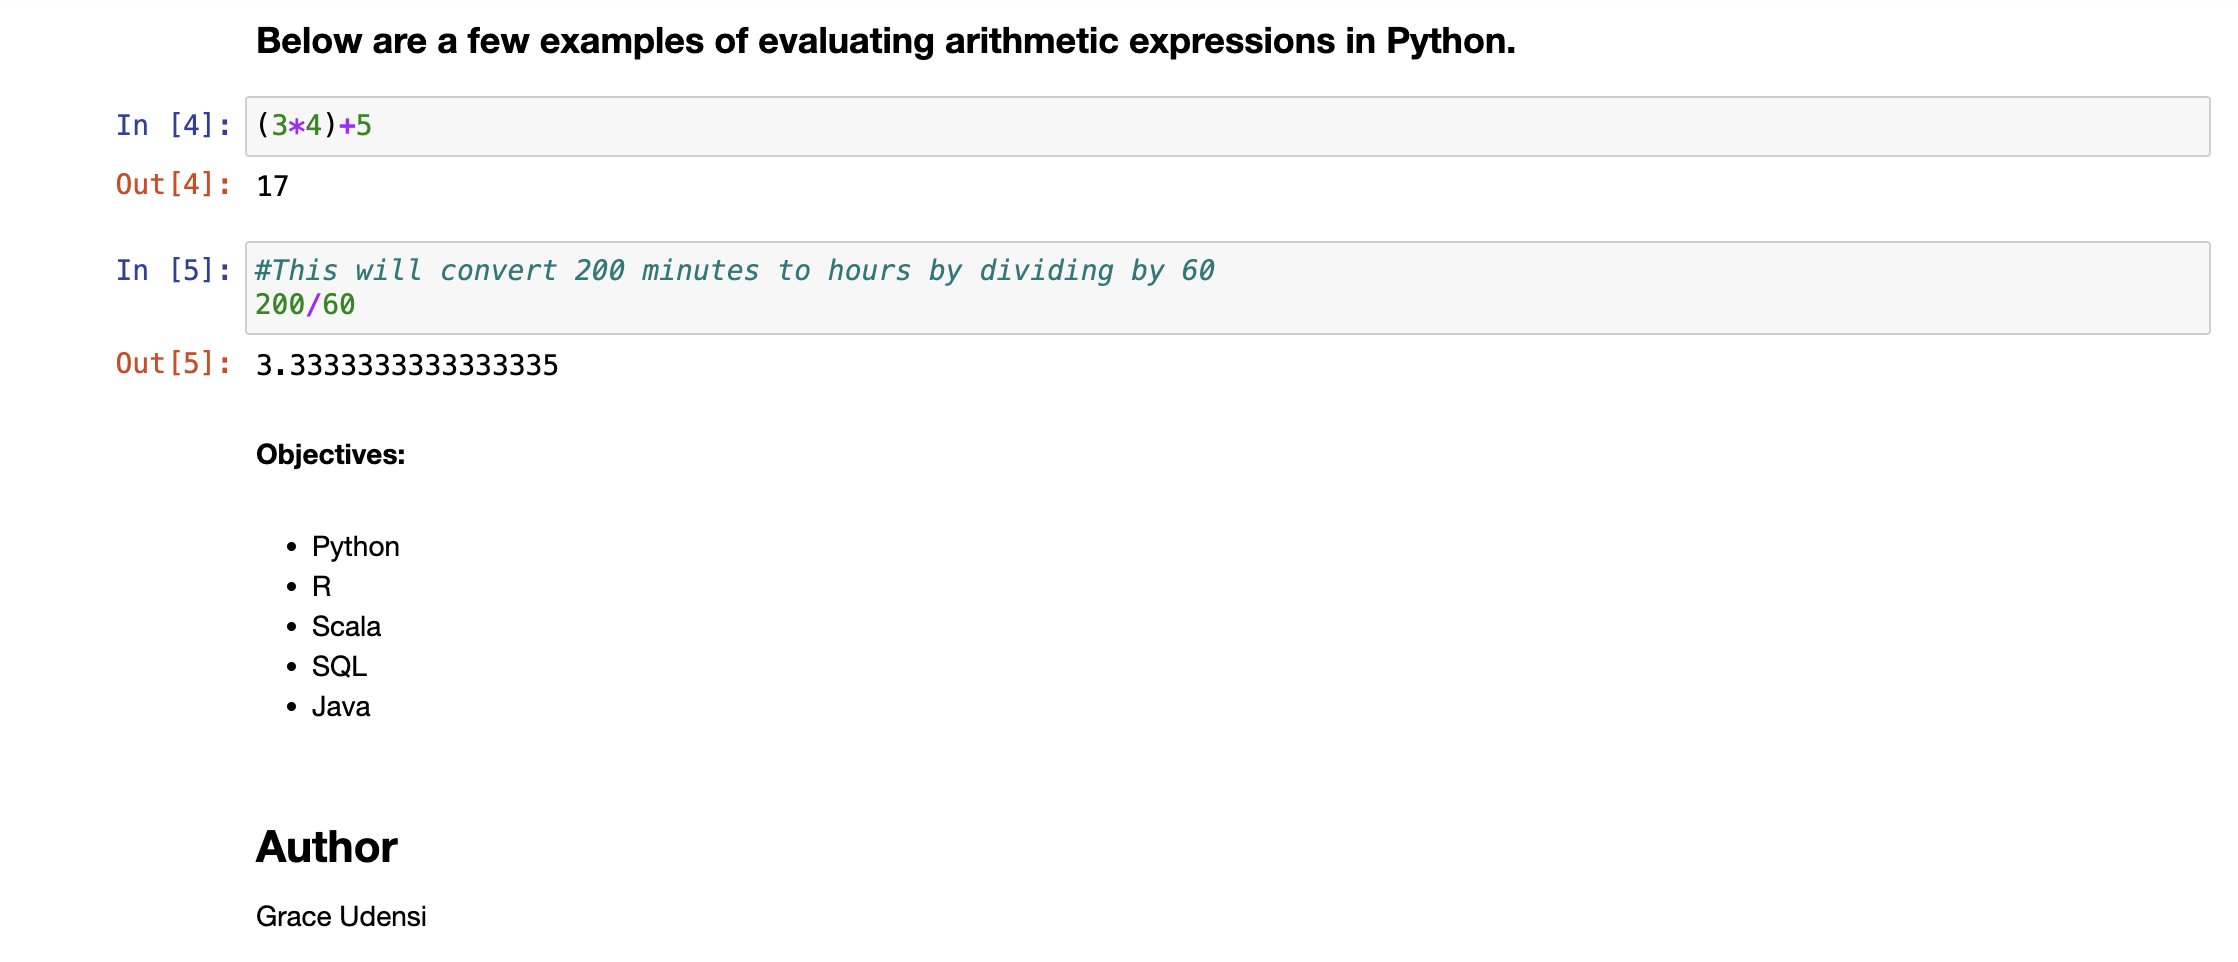 Below are a few examples of evaluating arithmetic expressions in Python.
In [4]: (3*4)+5
Out[4]: 17
In [5]: #This will convert 200 minutes to hours by dividing by 60
200/60
Out[5]: 3.3333333333333335
Objectives:
• Python
• R
• Scala
• SQL
• Java
Author
Grace Udensi